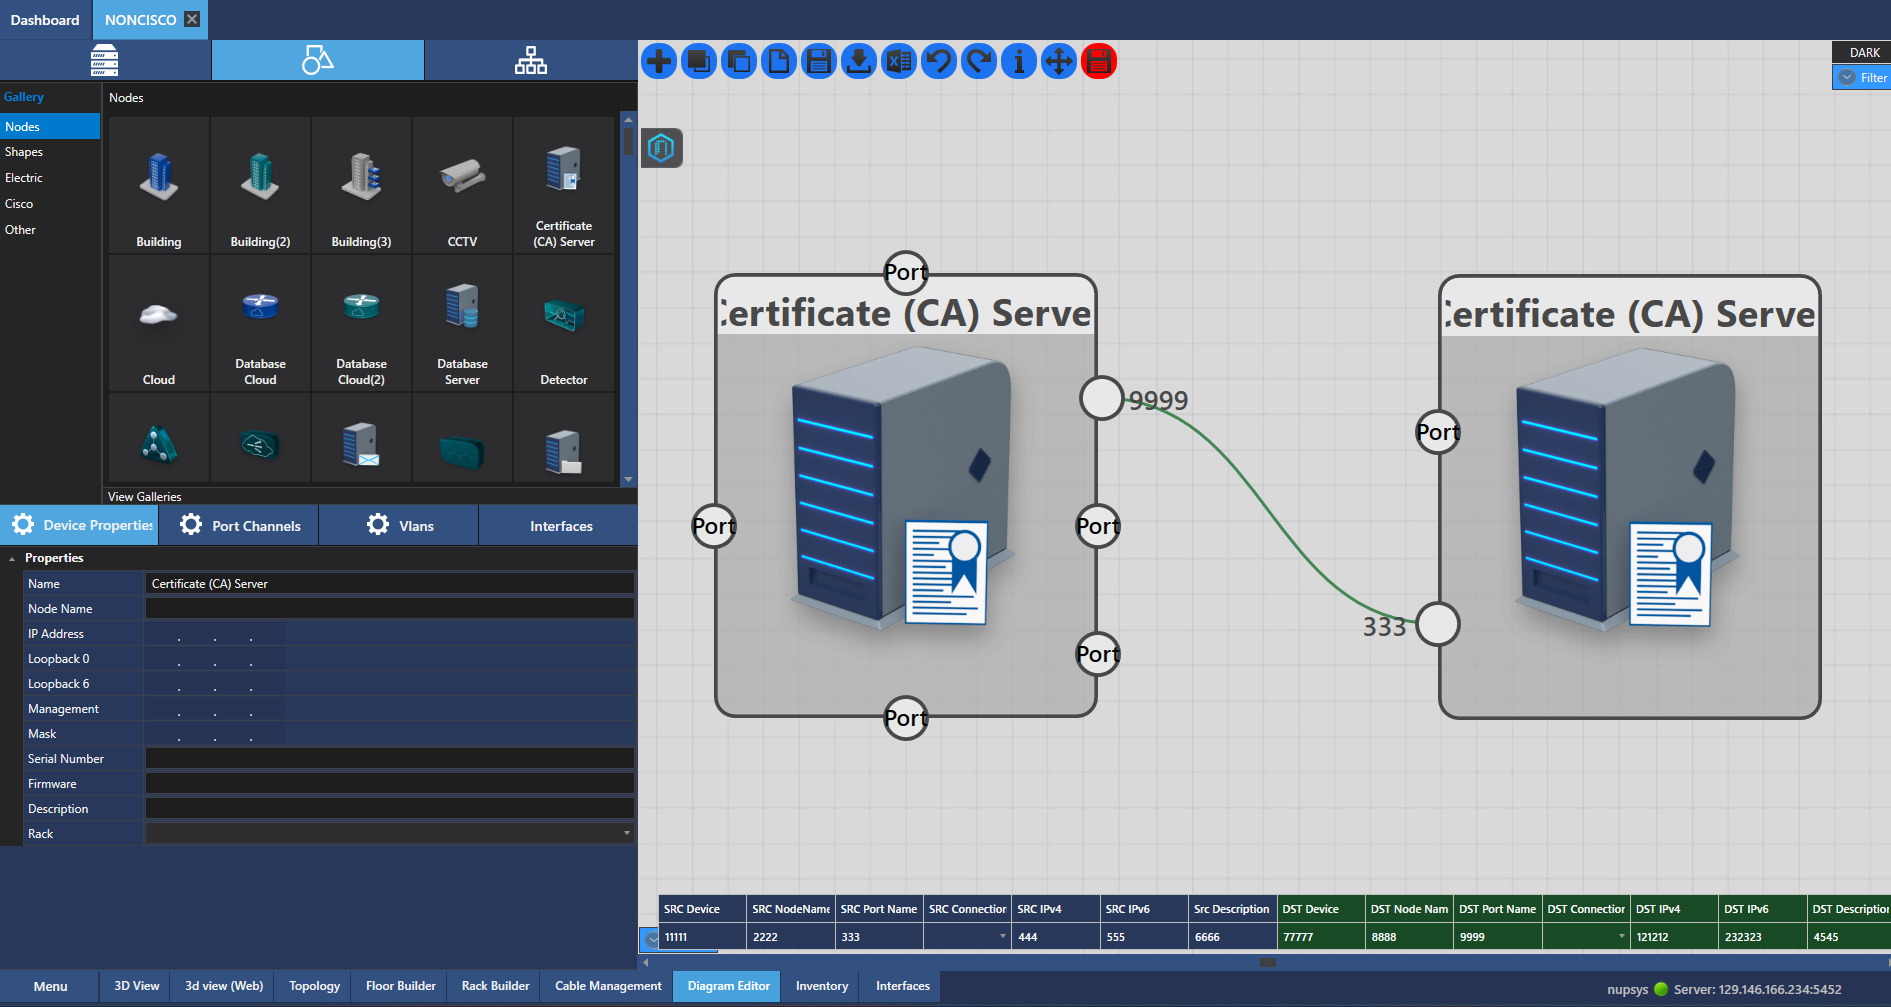 Dashboard
NONCISCO
DARK
Filter
Gallery
Nodes
Shapes
Electric
Cisco
Other
Nodes
Building
Building(2)
Building(3)
CCTV
Certificate
(CA) Server
Cloud
Database
Cloud
Database
Cloud(2)
Database
Server
Detector
View Galleries
Device Properties
Port Channels
Vlans
Interfaces
Properties
Name
Certificate (CA) Server
Node Name
IP Address
. . .
Loopback 0
. . .
Loopback 6
. . .
Management
. . .
Mask
. . .
Serial Number
Firmware
Description
Rack
Port
Certificate (CA) Serve
9999
Port
Port
Port
Port
Certificate (CA) Serve
Port
333
SRC Device SRC NodeName SRC Port Name SRC Connection SRC IPv4 SRC IPv6 Src Description DST Device DST Node Nam DST Port Name DST Connection DST IPv4 DST IPv6 DST Description
11111 2222 333 444 555 6666 77777 8888 9999 121212 232323 4545
Menu
3D View
3d view (Web)
Topology
Floor Builder
Rack Builder
Cable Management
Diagram Editor
Inventory
Interfaces
nupsys
Server: 129.146.166.234:5452